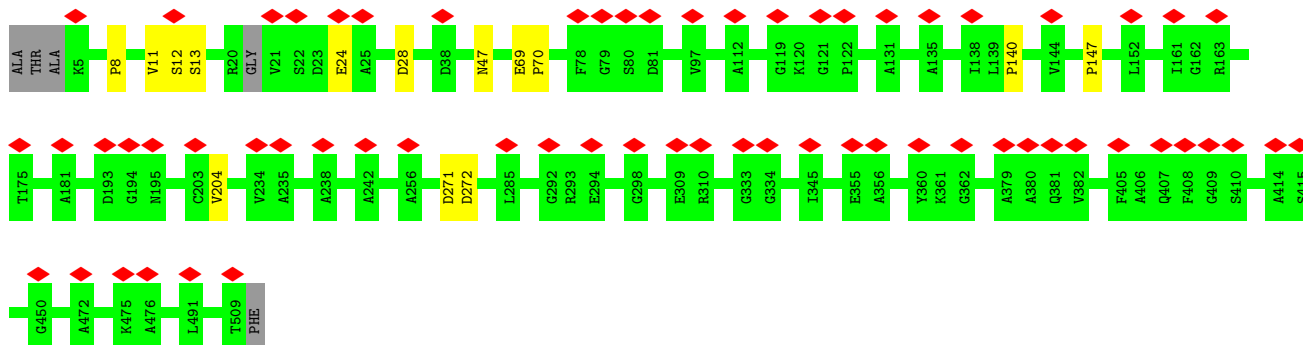 ALA THR ALA K5 P8 V11 S12 S13 R20 GLY V21 S22 D23 E24 A25 D28 D38 N47 E69 P70 F78 G79 S80 D81 V97 A112 G119 K120 G121 P122 A131 A135 I138 L139 P140 V144 P147 L152 I161 G162 R163
T175 A181 D193 G194 N195 C203 V204 V234 A235 A238 A242 A256 D271 D272 L285 G292 R293 E294 G298 E309 R310 G333 G334 I345 E355 A356 Y360 K361 G362 A379 A380 Q381 V382 F405 A406 Q407 F408 G409 S410 A414 S415
G450 A472 K475 A476 L491 T509 PHE